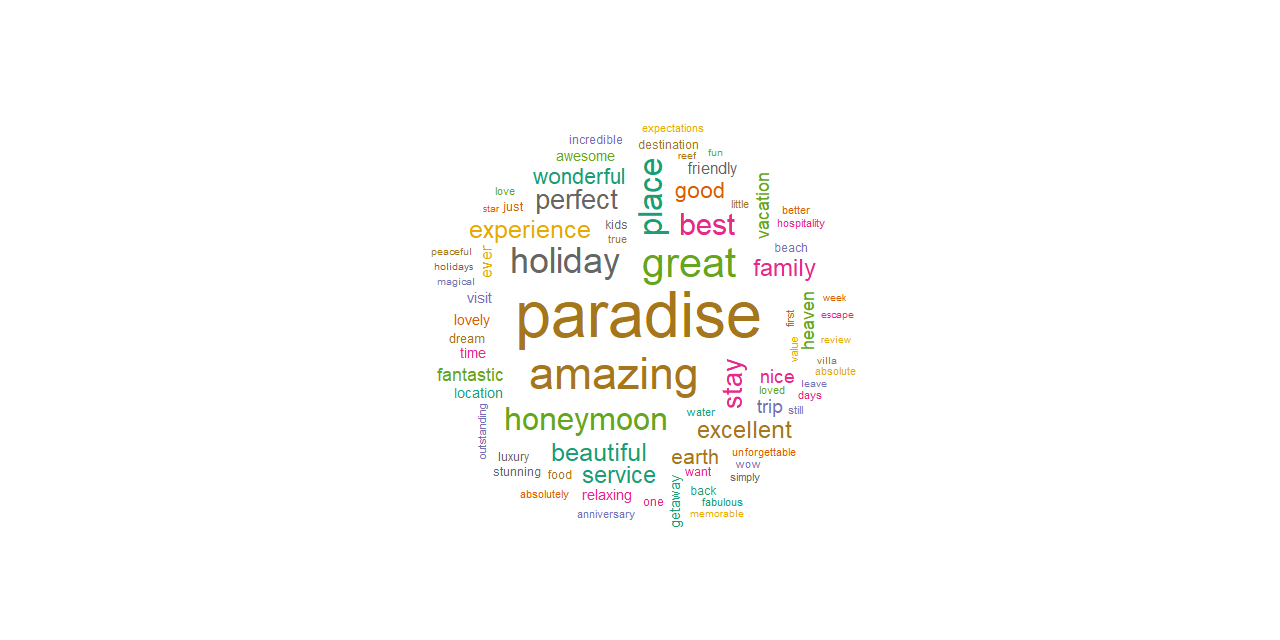 expectations
incredible
destination
awesome
reef
fun
wonderful
place
friendly
love
perfect
good
vacation
star
just
little
better
experience
kids
best
hospitality
true
peaceful
ever
holiday
great
beach
holidays
family
magical
visit
paradise
first
heaven
week
lovely
escape
dream
value
review
time
villa
fantastic
amazing
stay
nice
absolute
location
loved
leave
days
outstanding
honeymoon
water
trip
still
excellent
luxury
beautiful
earth
unforgettable
stunning
food
service
want
wow
simply
absolutely
relaxing
one
getaway
back
fabulous
anniversary
memorable